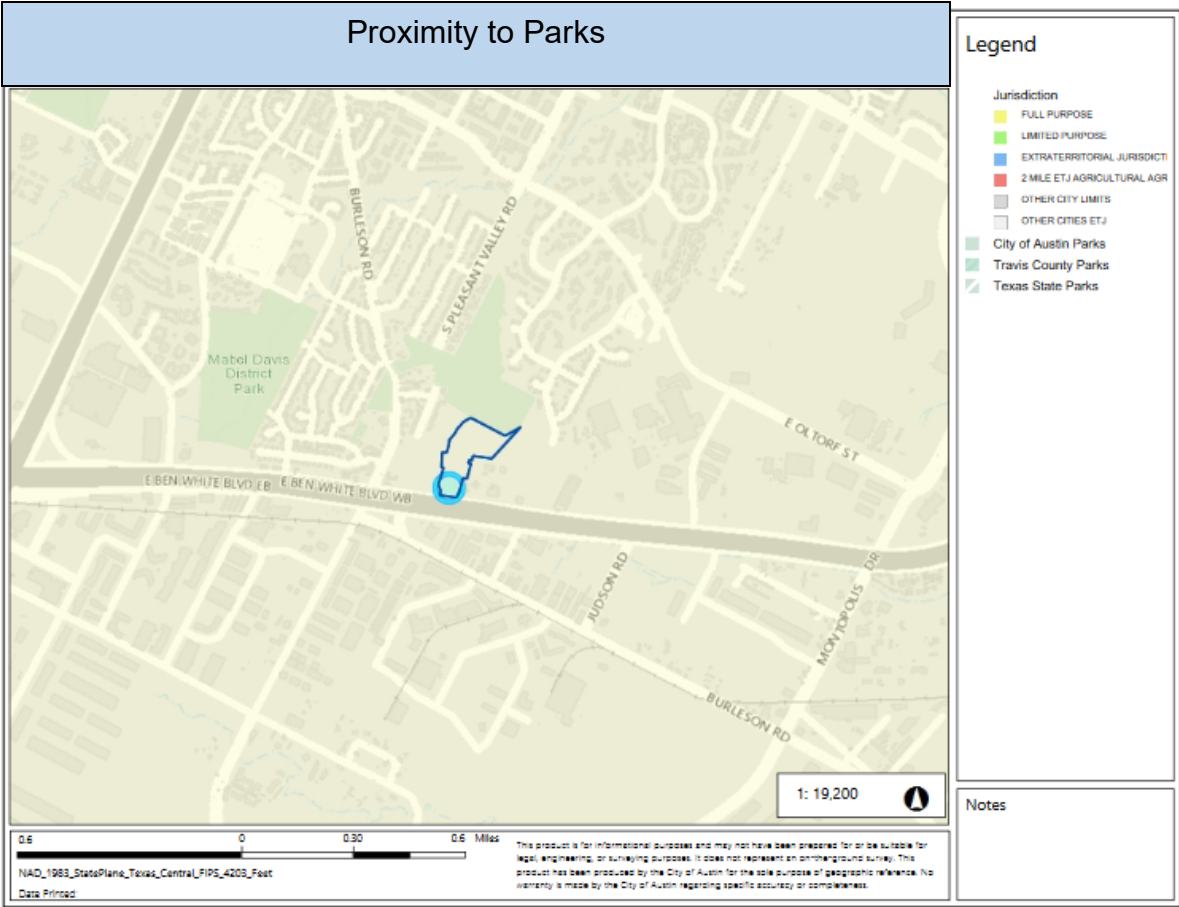 Proximity to Parks
Legend
Jurisdiction
FULL PURPOSE
LIMITED PURPOSE
EXTRATERRITORIAL JURISDICTI
2 MILE ETJ AGRICULTURAL AGR
OTHER CITY LIMITS
OTHER CITIES ETJ
City of Austin Parks
Travis County Parks
Texas State Parks
BURLESON RD
S PLEASANT VALLEY RD
Mabel Davis
District
Park
E OLTORF ST
E BEN WHITE BLVD EB
E BEN WHITE BLVD WB
JUDSON RD
MONTOPOLIS DR
BURLESON RD
1: 19,200
Notes
0.6 0 0.30 0.6 Miles
NAD_1983_StatePlane_Texas_Central_FIPS_4203_Feet
Date Printed:
This product is for informational purposes and may not have been prepared for or be suitable for
legal, engineering, or surveying purposes. It does not represent an on-the-ground survey. This
product has been produced by the City of Austin for the sole purpose of geographic reference. No
warranty is made by the City of Austin regarding specific accuracy or completeness.